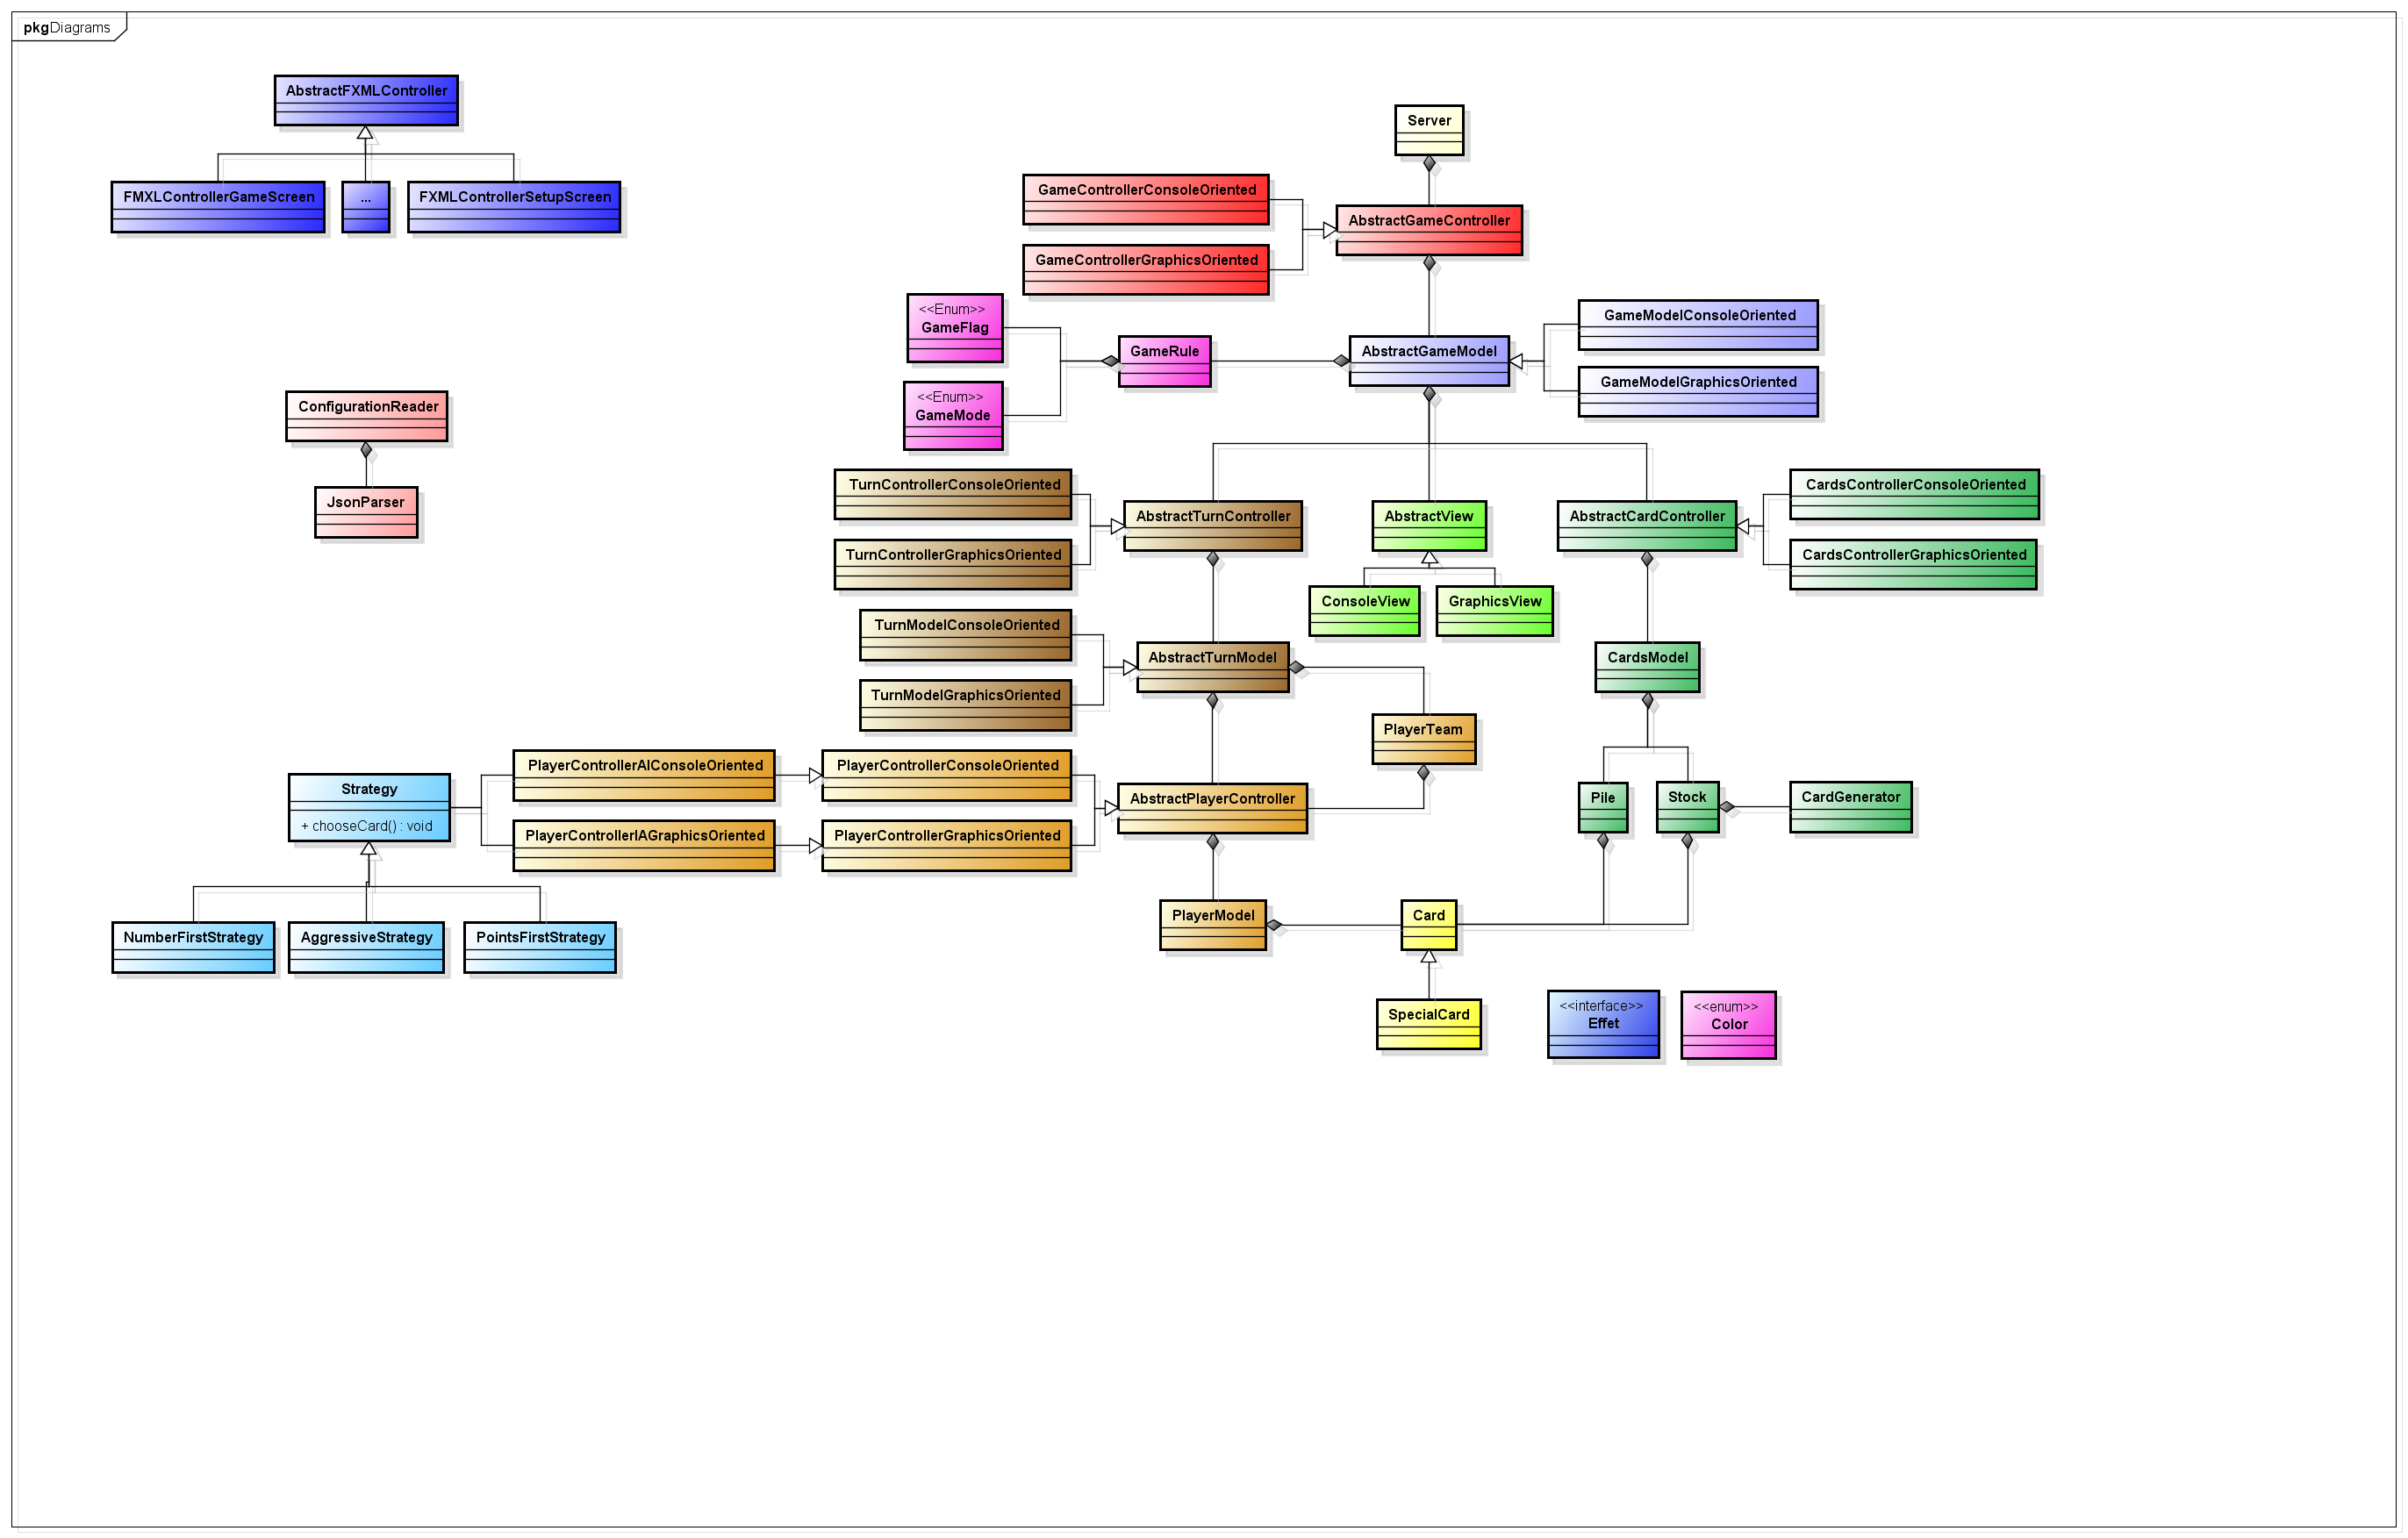 pkg Diagrams
AbstractFXMLController
FMXLControllerGameScreen
...
FXMLControllerSetupScreen
Server
GameControllerConsoleOriented
AbstractGameController
GameControllerGraphicsOriented
<<Enum>>
GameFlag
GameRule
AbstractGameModel
GameModelConsoleOriented
GameModelGraphicsOriented
<<Enum>>
GameMode
ConfigurationReader
JsonParser
TurnControllerConsoleOriented
AbstractTurnController
AbstractView
AbstractCardController
CardsControllerConsoleOriented
TurnControllerGraphicsOriented
CardsControllerGraphicsOriented
ConsoleView
GraphicsView
TurnModelConsoleOriented
AbstractTurnModel
CardsModel
TurnModelGraphicsOriented
PlayerTeam
Strategy
+ chooseCard() : void
PlayerControllerAIConsoleOriented
PlayerControllerConsoleOriented
AbstractPlayerController
Pile
Stock
CardGenerator
PlayerControllerIAGraphicsOriented
PlayerControllerGraphicsOriented
NumberFirstStrategy
AggressiveStrategy
PointsFirstStrategy
PlayerModel
Card
SpecialCard
<<interface>>
Effet
<<enum>>
Color